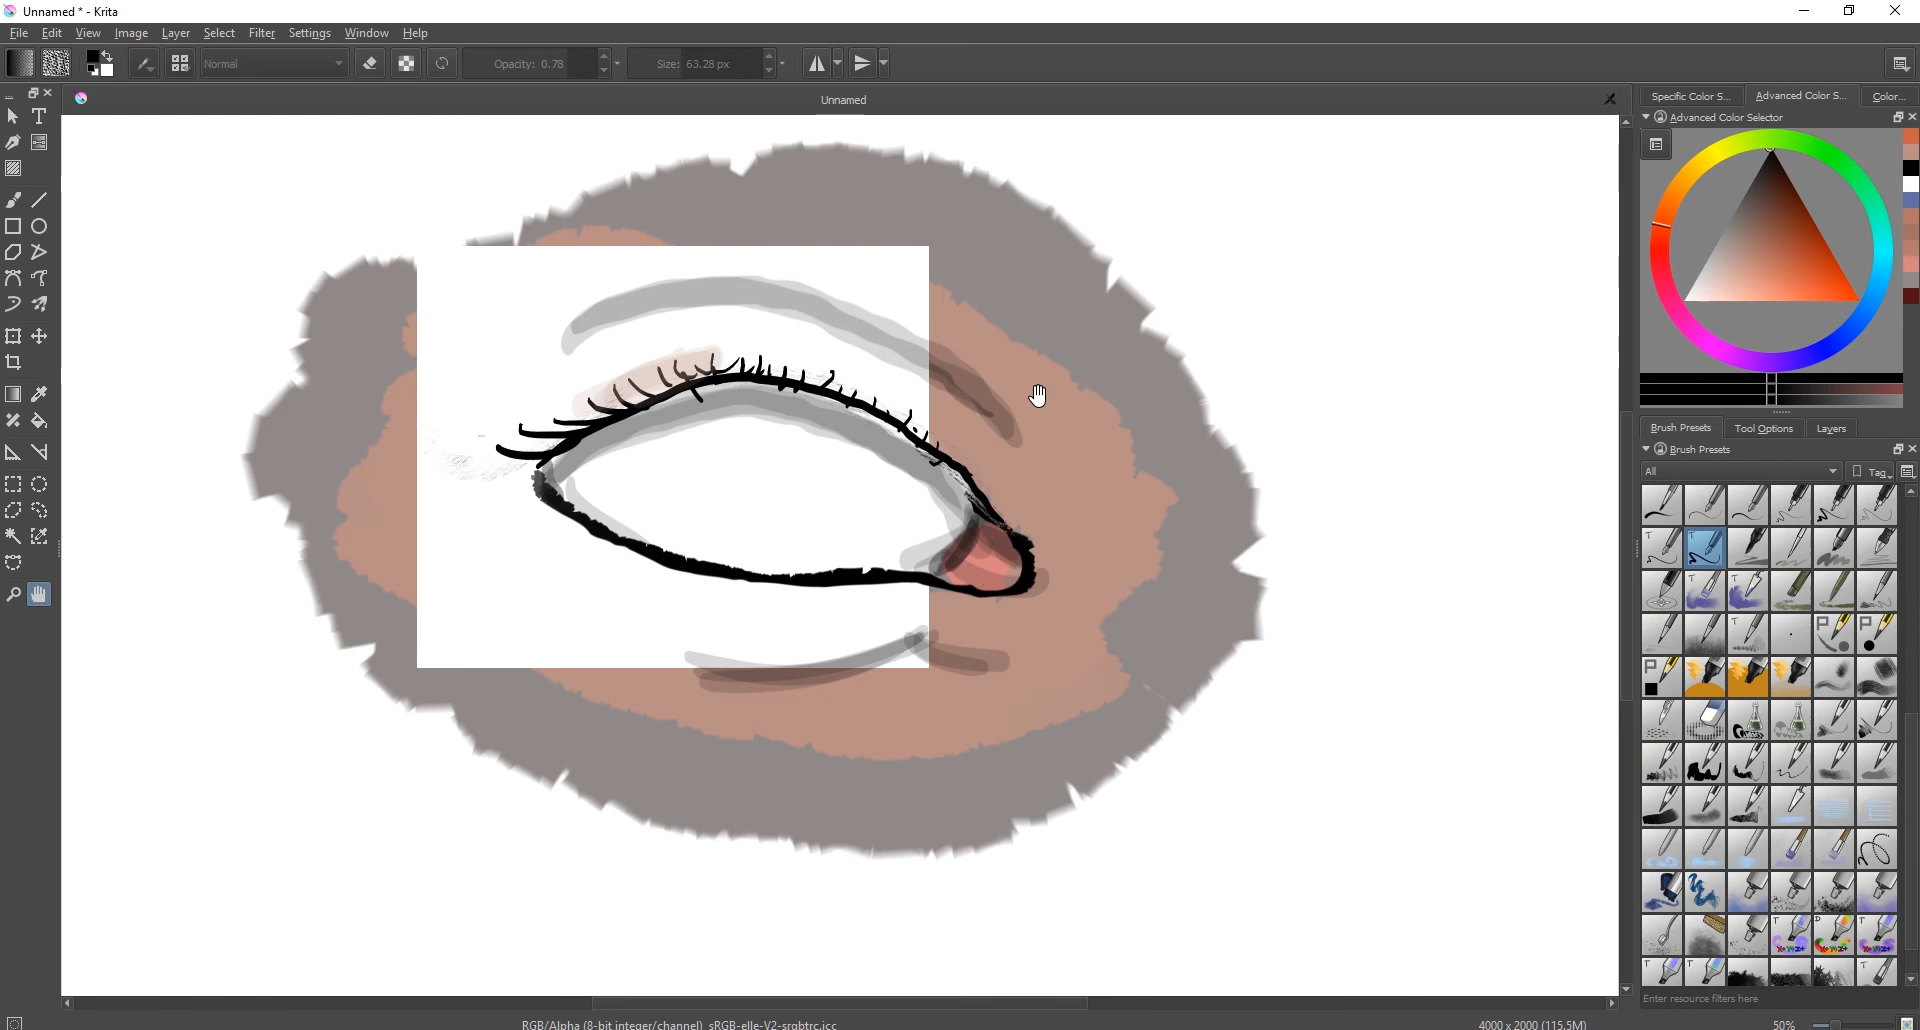 Unnamed * - Krita
File Edit View Image Layer Select Filter Settings Window Help
Normal Opacity: 0.78 Size: 63.28 px
Unnamed
Specific Color S... Advanced Color S... Color...
Advanced Color Selector
Brush Presets Tool Options Layers
Brush Presets
All Tag
Enter resource filters here
RGB/Alpha (8-bit integer/channel) sRGB-elle-V2-srgbtrc.icc 4000 x 2000 (115.5M) 50%